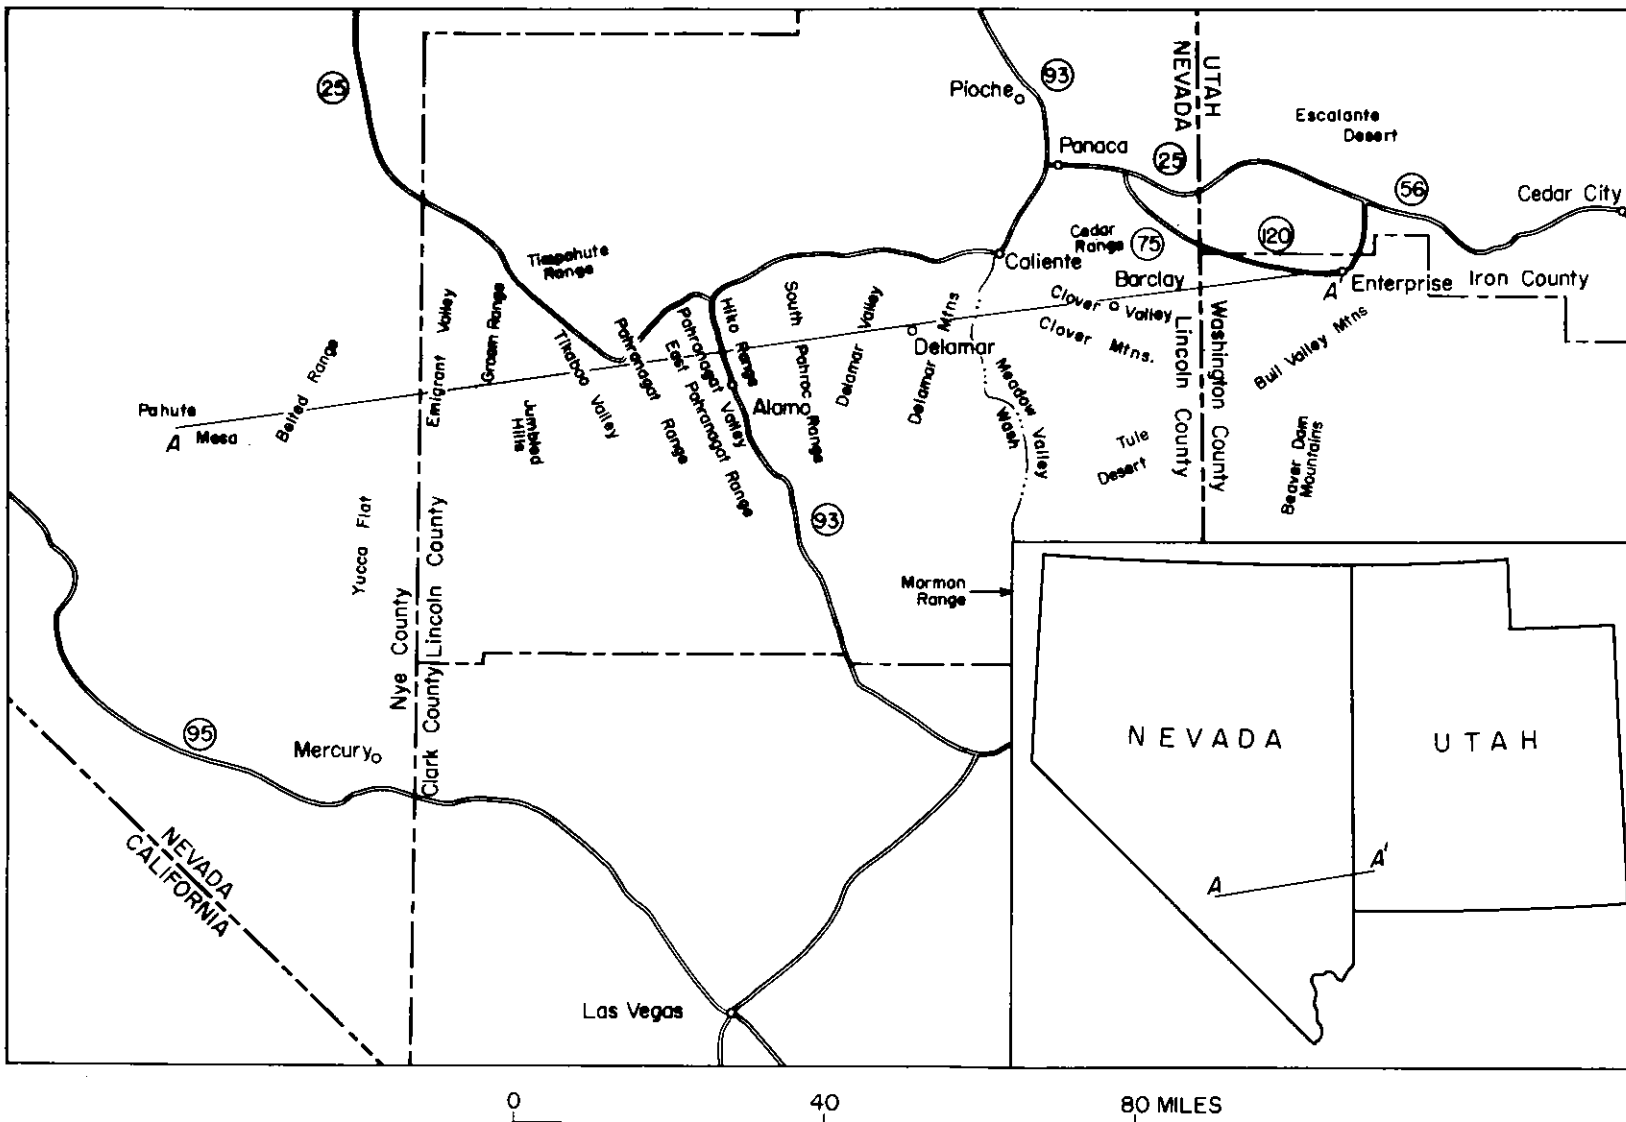 25
93
Pioche
UTAH
NEVADA
Escalante
Desert
Panaca
25
56
Cedar City
Timpahute
Range
Cedar
Range
75
120
Caliente
Barclay
A'
Enterprise
Iron County
Emigrant Valley
Groom Range
Tikaboo Valley
Pahranagat Range
Pahranagat Valley
East Pahranagat Range
Hiko Range
South Pahroc Range
Delamar Valley
Delamar Mtns
Delamar
Clover Valley
Clover Mtns.
Lincoln County
Washington County
Bull Valley Mtns
Pahute
Mesa
A
Belted Range
Jumbled
Hills
Alamo
Meadow Valley
Wash
Tule
Desert
Beaver Dam
Mountains
Yucca Flat
93
Nye County
Lincoln County
Clark County
Mormon
Range
95
Mercury
NEVADA
CALIFORNIA
Las Vegas
NEVADA
UTAH
A
A'
0
40
80 MILES